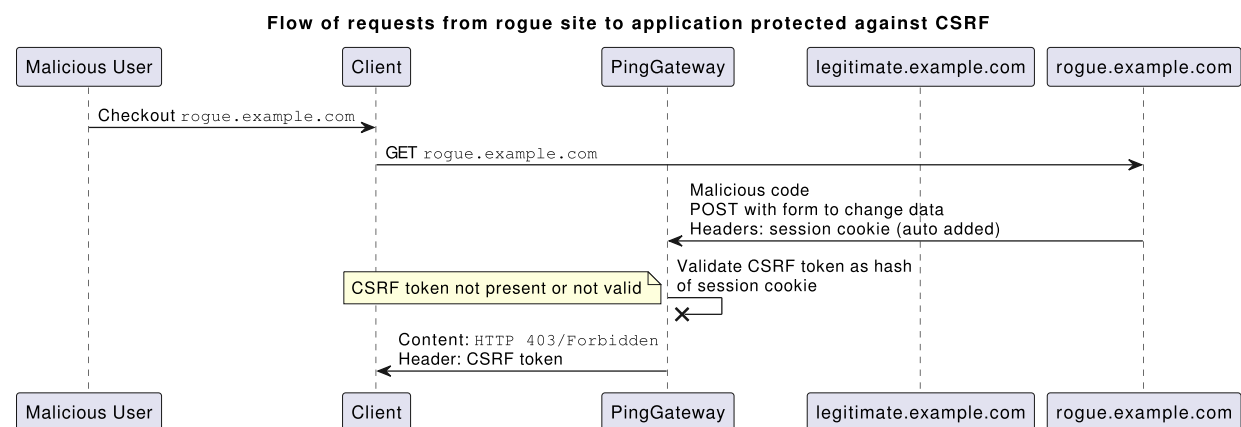 Flow of requests from rogue site to application protected against CSRF
Malicious User
Client
PingGateway
legitimate.example.com
rogue.example.com
Checkout rogue.example.com
GET rogue.example.com
Malicious code
POST with form to change data
Headers: session cookie (auto added)
Validate CSRF token as hash
of session cookie
CSRF token not present or not valid
Content: HTTP 403/Forbidden
Header: CSRF token
Malicious User
Client
PingGateway
legitimate.example.com
rogue.example.com